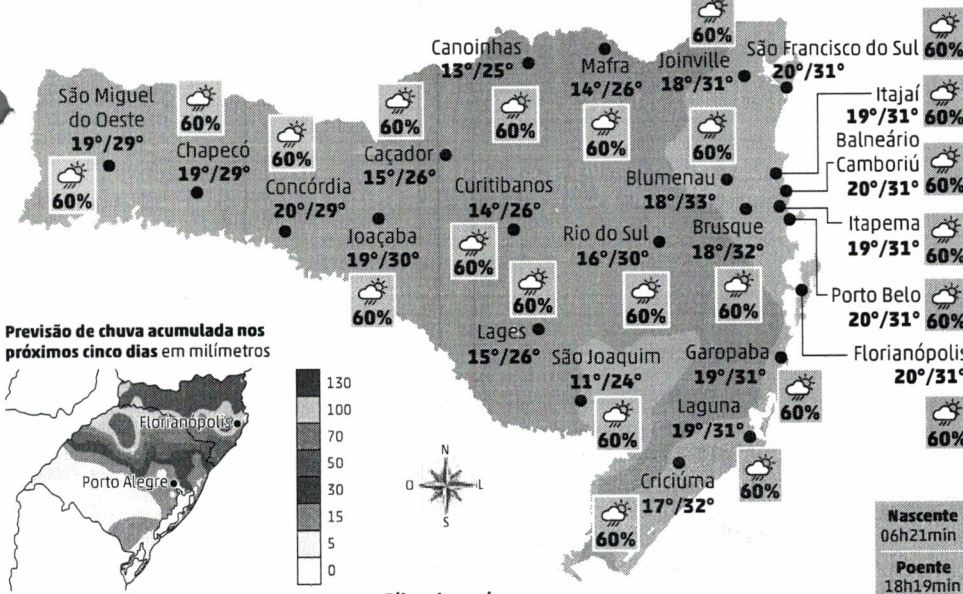 60%
Canoinhas
13°/25°
60%
Mafra
14°/26°
60%
Joinville
18°/31°
São Francisco do Sul
20°/31°
60%
Itajaí
19°/31°
60%
Balneário
Camboriú
20°/31°
60%
Itapema
19°/31°
60%
Porto Belo
20°/31°
60%
Florianópolis
20°/31°
60%
São Miguel
do Oeste
19°/29°
60%
60%
Chapecó
19°/29°
60%
Concórdia
20°/29°
60%
Caçador
15°/26°
Joaçaba
19°/30°
60%
Curitibanos
14°/26°
60%
60%
Blumenau
18°/33°
Rio do Sul
16°/30°
60%
Brusque
18°/32°
60%
60%
Lages
15°/26°
São Joaquim
11°/24°
60%
Garopaba
19°/31°
60%
Laguna
19°/31°
60%
Criciúma
17°/32°
60%
Previsão de chuva acumulada nos
próximos cinco dias em milímetros
Florianópolis
Porto Alegre
130
100
70
50
30
15
5
0
N
O
L
S
Nascente
06h21min
Poente
18h19min